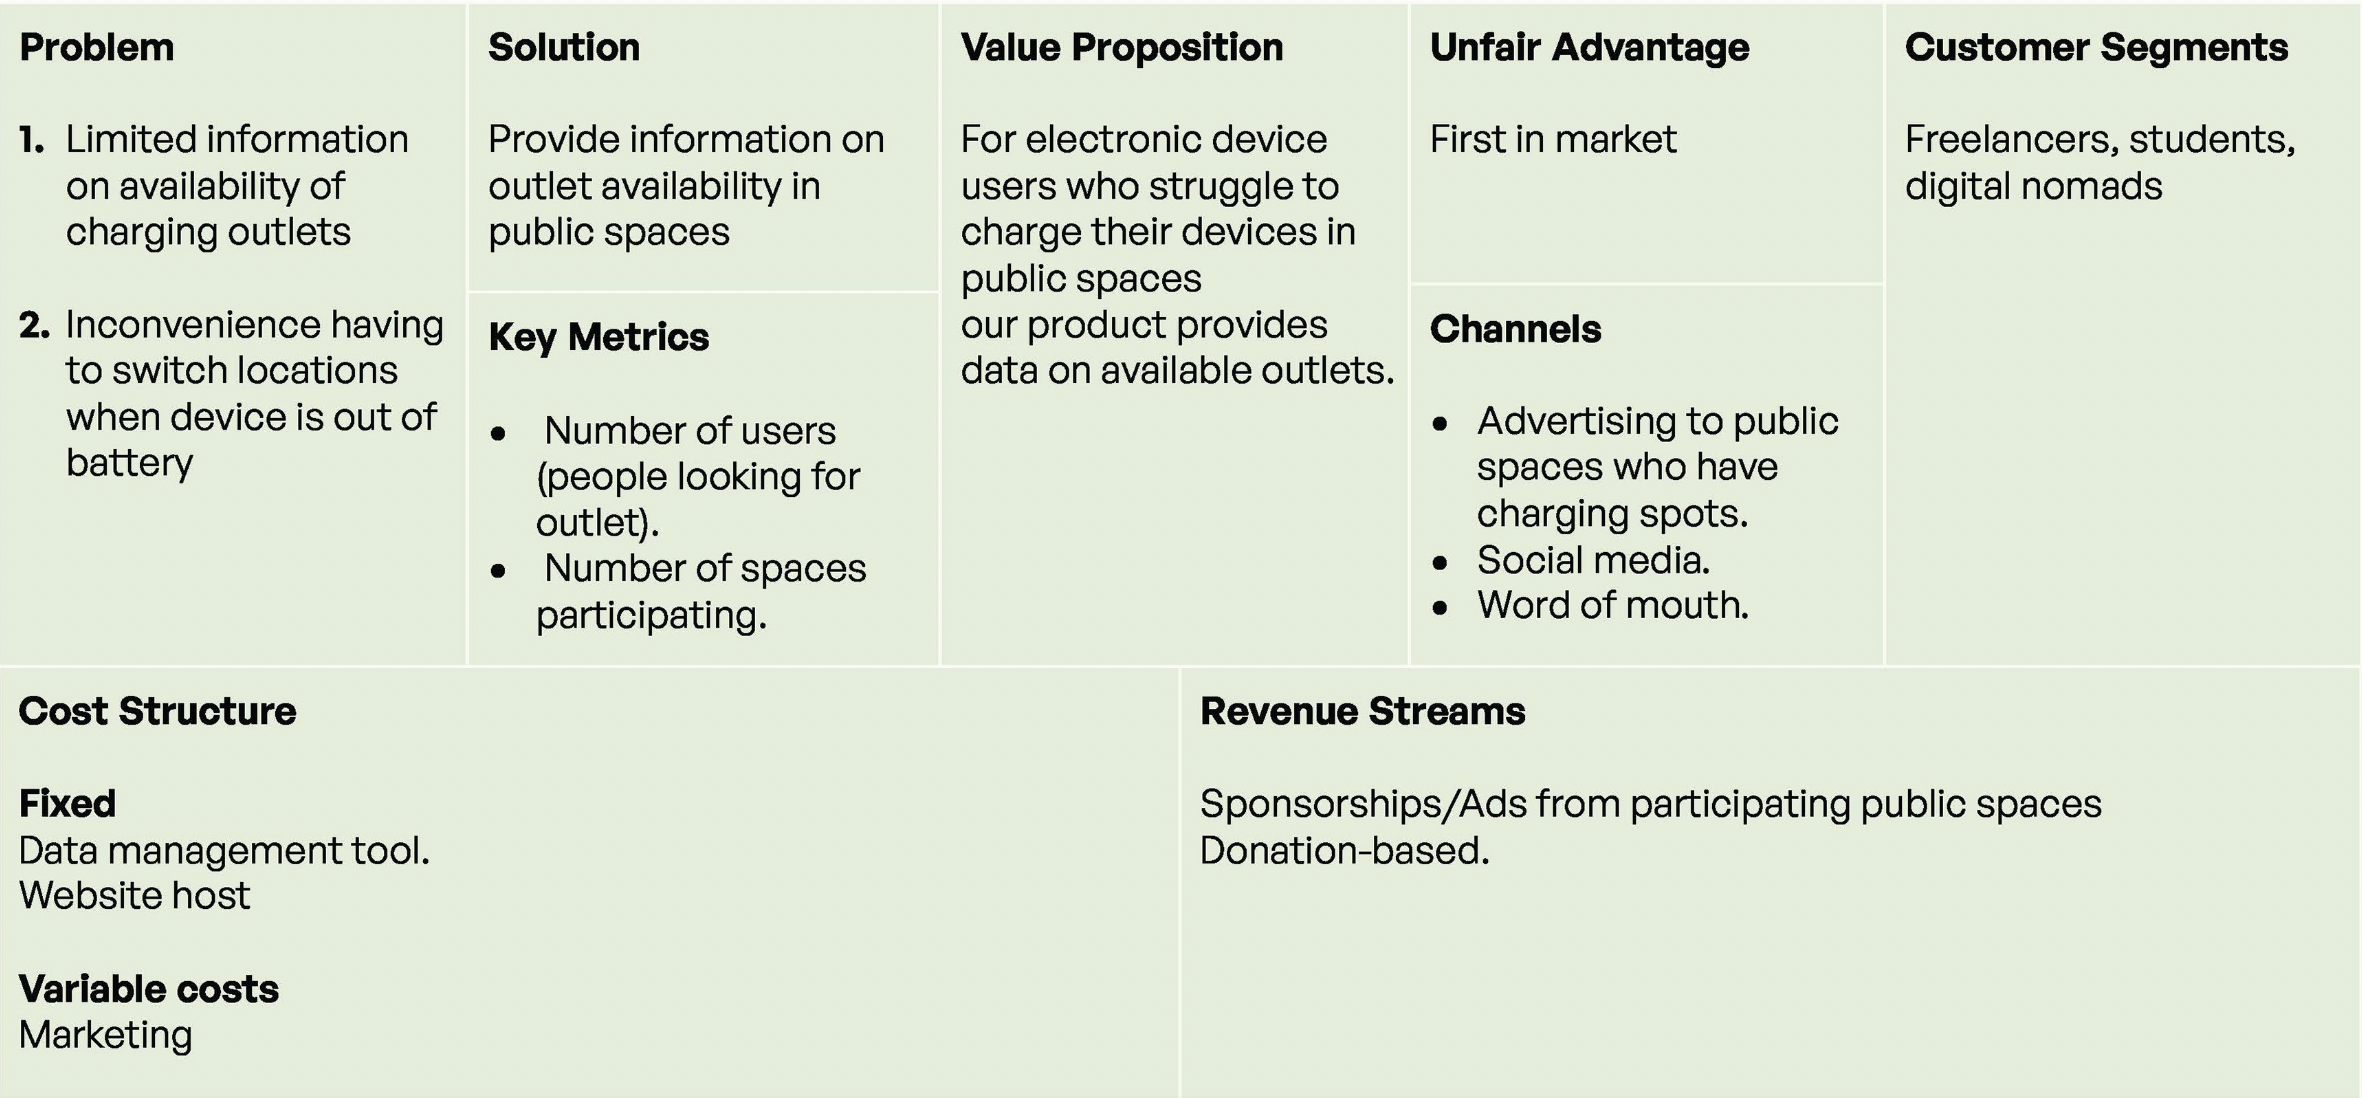 Problem
1. Limited information
on availability of
charging outlets
2. Inconvenience having
to switch locations
when device is out of
battery
Solution
Provide information on
outlet availability in
public spaces
Key Metrics
• Number of users
(people looking for
outlet).
• Number of spaces
participating.
Value Proposition
For electronic device
users who struggle to
charge their devices in
public spaces
our product provides
data on available outlets.
Unfair Advantage
First in market
Channels
• Advertising to public
spaces who have
charging spots.
• Social media.
• Word of mouth.
Customer Segments
Freelancers, students,
digital nomads
Cost Structure
Fixed
Data management tool.
Website host
Variable costs
Marketing
Revenue Streams
Sponsorships/Ads from participating public spaces
Donation-based.